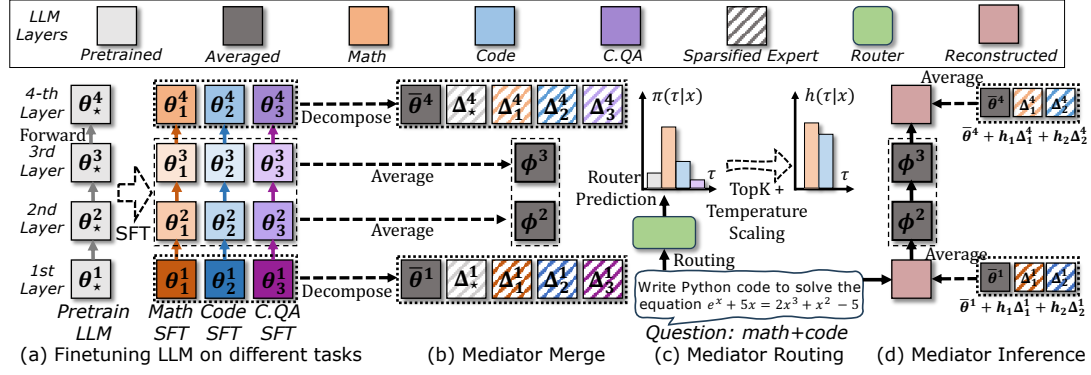 LLM Layers
Pretrained
Averaged
Math
Code
C.QA
Sparsified Expert
Router
Reconstructed
4-th Layer
θ⁴⋆
θ⁴₁
θ⁴₂
θ⁴₃
Decompose
θ̄⁴
Δ⁴⋆
Δ⁴₁
Δ⁴₂
Δ⁴₃
Forward
3rd Layer
θ³⋆
θ³₁
θ³₂
θ³₃
Average
ϕ³
SFT
2nd Layer
θ²⋆
θ²₁
θ²₂
θ²₃
Average
ϕ²
1st Layer
θ¹⋆
θ¹₁
θ¹₂
θ¹₃
Decompose
θ̄¹
Δ¹⋆
Δ¹₁
Δ¹₂
Δ¹₃
Pretrain LLM
Math SFT
Code SFT
C.QA SFT
π(τ|x)
τ
h(τ|x)
τ
Router Prediction
TopK + Temperature Scaling
Routing
Write Python code to solve the
equation eˣ + 5x = 2x³ + x² − 5
Question: math+code
Average
θ̄⁴
Δ⁴₁
Δ⁴₂
θ̄⁴ + h₁Δ⁴₁ + h₂Δ⁴₂
ϕ³
ϕ²
Average
θ̄¹
Δ¹₁
Δ¹₂
θ̄¹ + h₁Δ¹₁ + h₂Δ¹₂
(a) Finetuning LLM on different tasks
(b) Mediator Merge
(c) Mediator Routing
(d) Mediator Inference